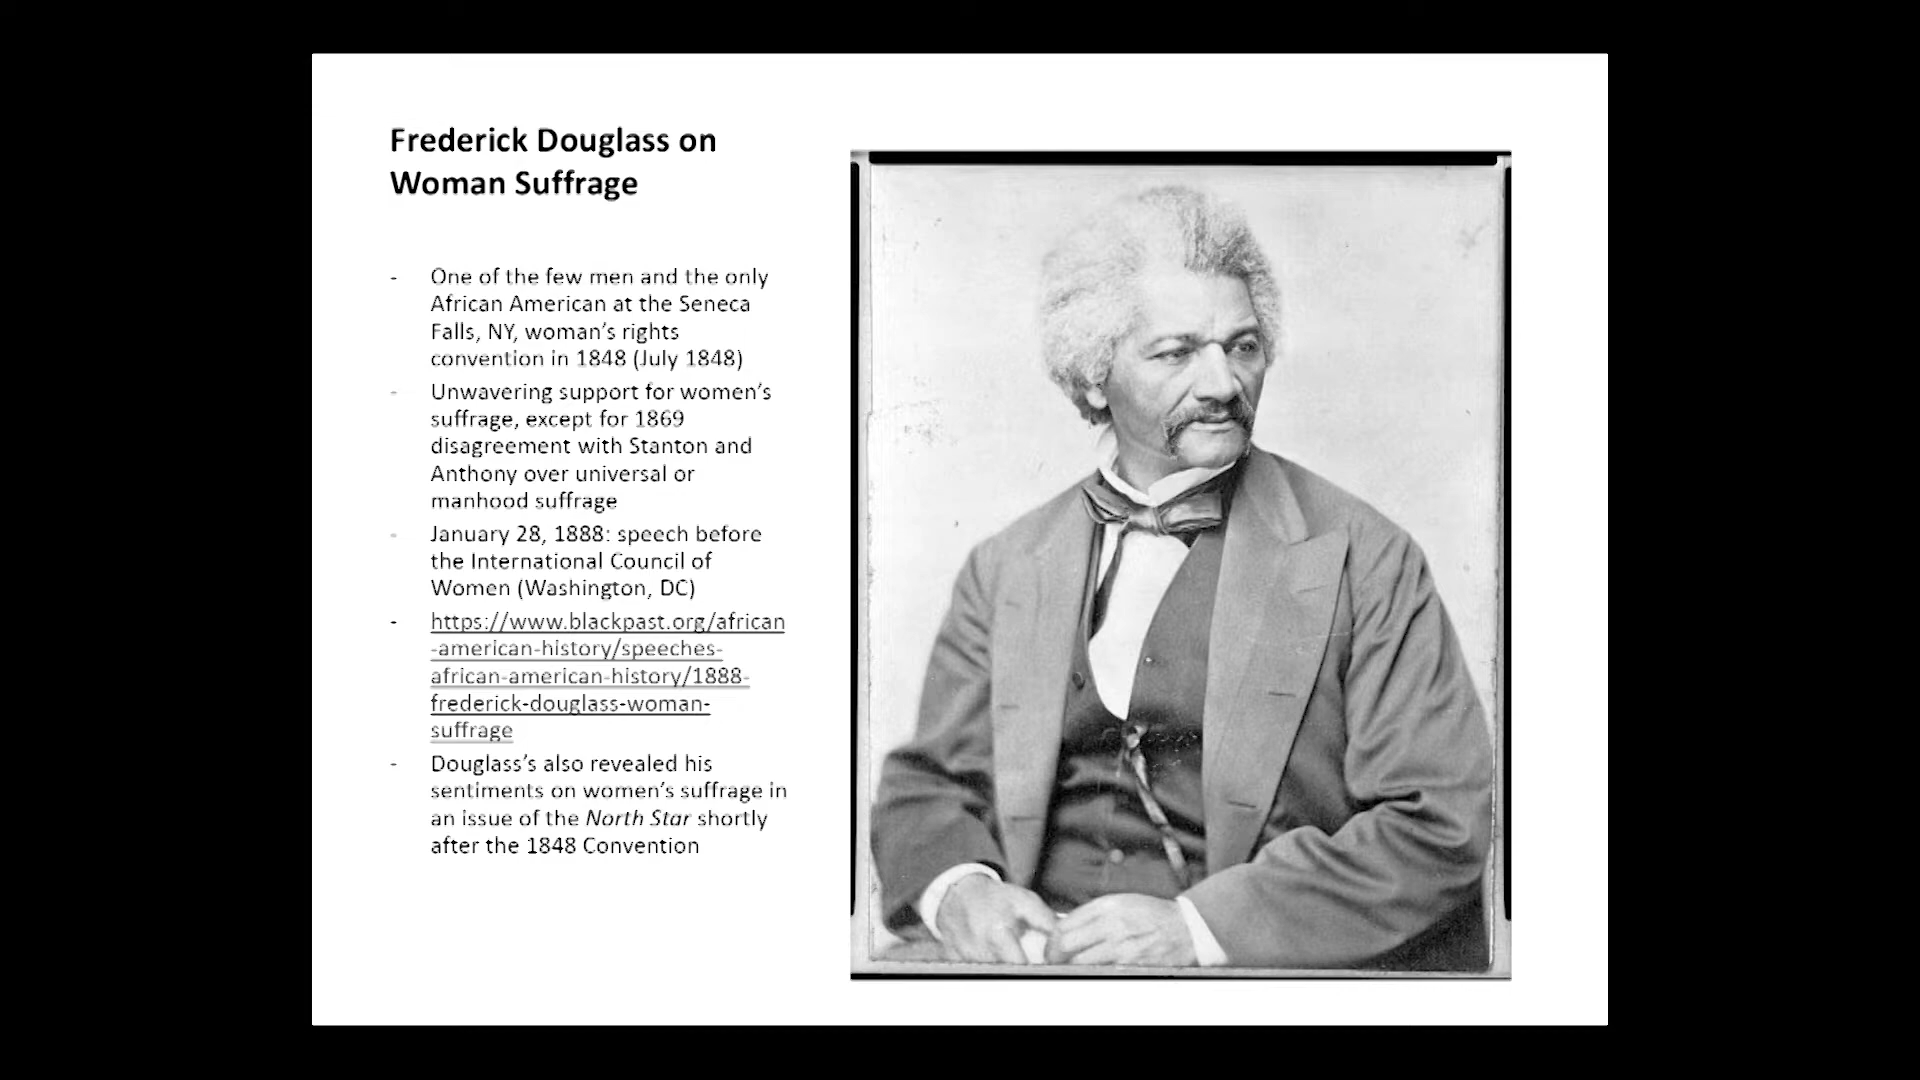 Frederick Douglass on
Woman Suffrage
- One of the few men and the only
African American at the Seneca
Falls, NY, woman's rights
convention in 1848 (July 1848)
- Unwavering support for women's
suffrage, except for 1869
disagreement with Stanton and
Anthony over universal or
manhood suffrage
- January 28, 1888: speech before
the International Council of
Women (Washington, DC)
- https://www.blackpast.org/african
-american-history/speeches-
african-american-history/1888-
frederick-douglass-woman-
suffrage
- Douglass's also revealed his
sentiments on women's suffrage in
an issue of the North Star shortly
after the 1848 Convention